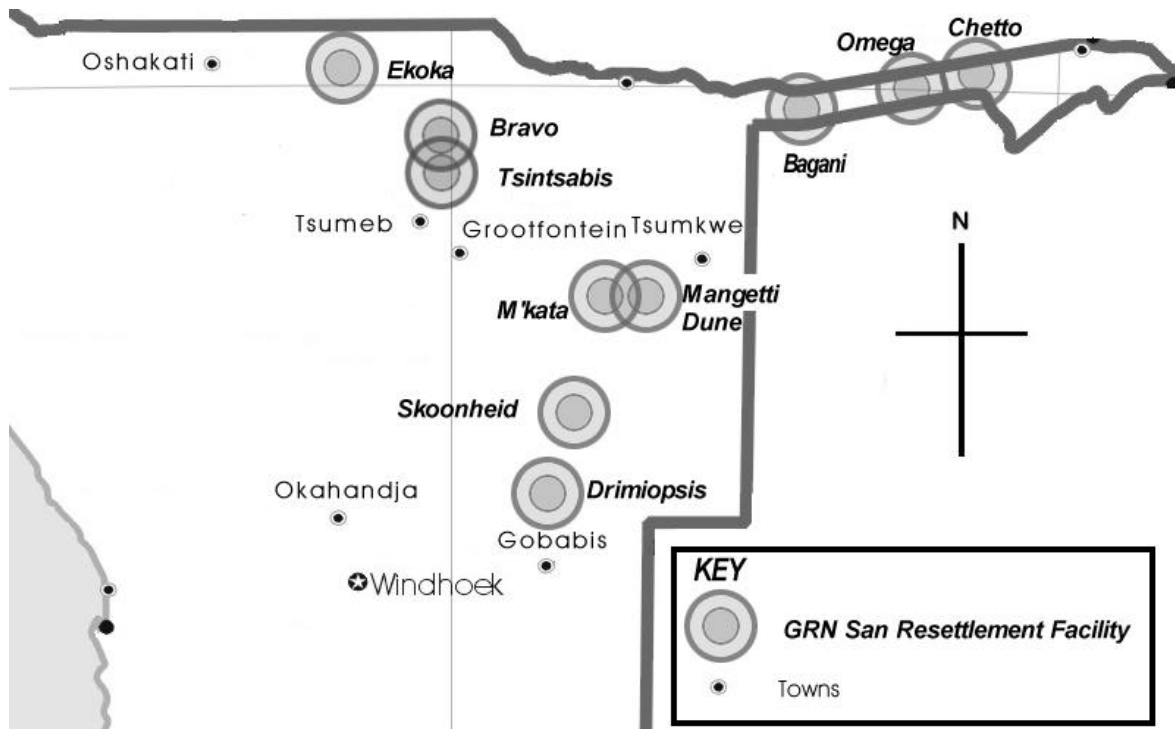 Chetto
Omega
Oshakati
Ekoka
Bravo
Bagani
Tsintsabis
Tsumeb
Grootfontein
Tsumkwe
N
M'kata
Mangetti
Dune
Skoonheid
Okahandja
Drimiopsis
Gobabis
Windhoek
KEY
GRN San Resettlement Facility
Towns